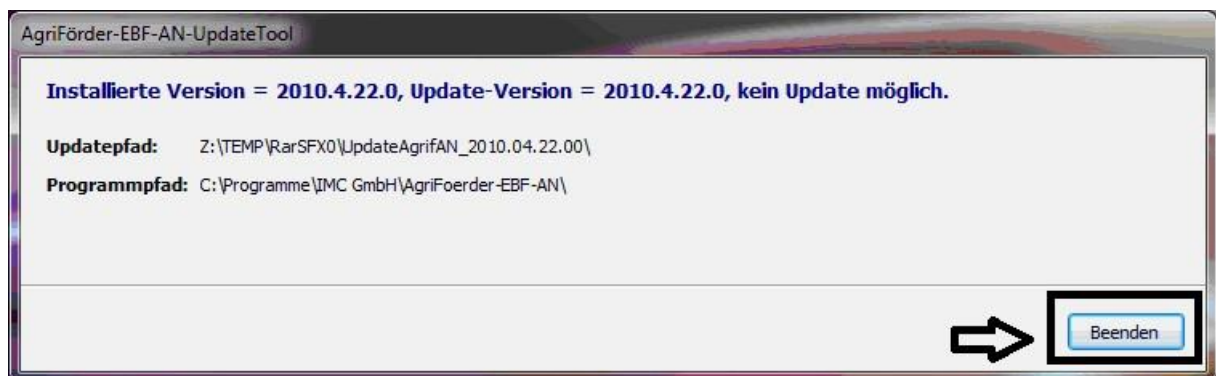 AgriFörder-EBF-AN-UpdateTool
Installierte Version = 2010.4.22.0, Update-Version = 2010.4.22.0, kein Update möglich.
Updatepfad: Z:\TEMP\RarSFX0\UpdateAgrifAN_2010.04.22.00\
Programmpfad: C:\Programme\IMC GmbH\AgriFoerder-EBF-AN\
Beenden